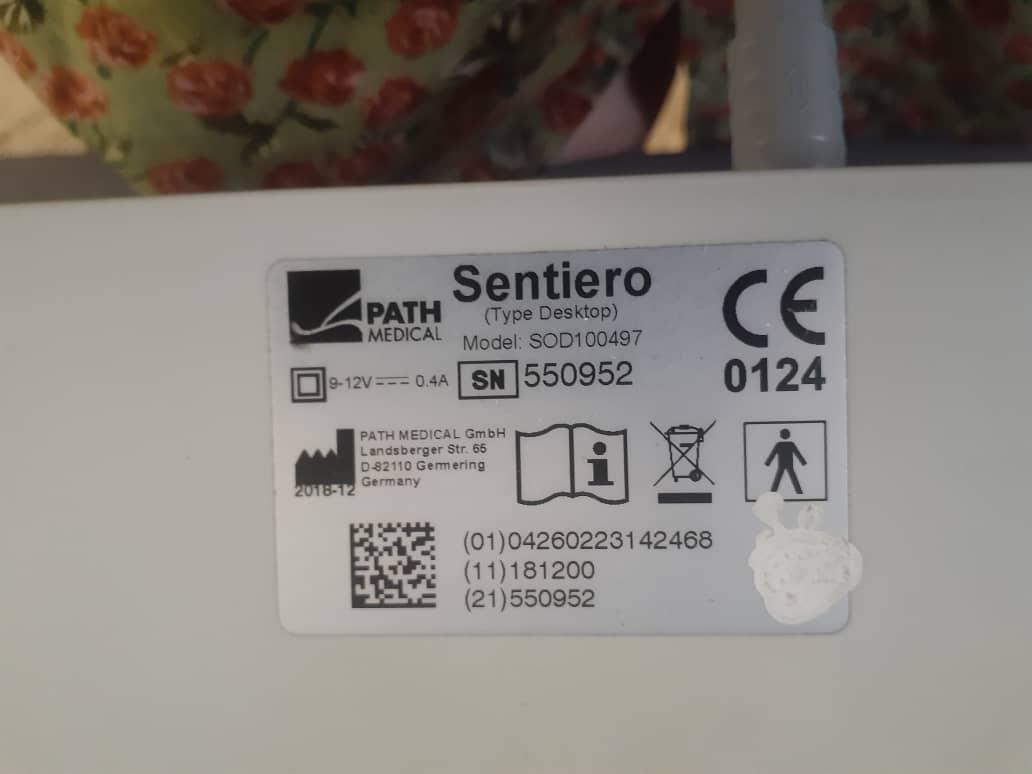 PATH
MEDICAL
Sentiero
(Type Desktop)
Model: SOD100497
CE
0124
9-12V 0.4A
SN 550952
PATH MEDICAL GmbH
Landsberger Str. 65
D-82110 Germering
Germany
2018-12
i
(01)04260223142468
(11)181200
(21)550952